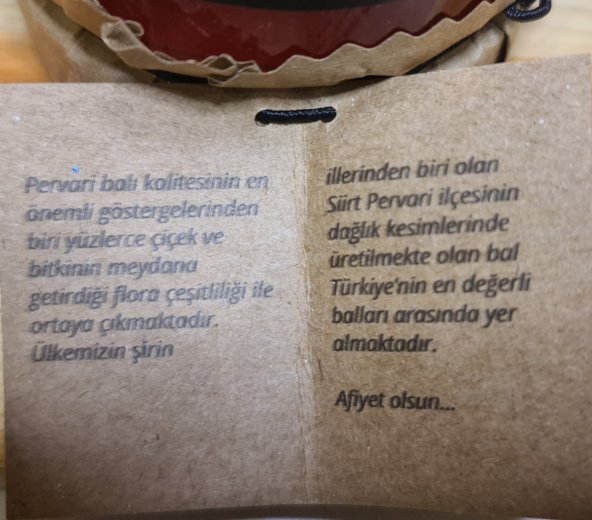 Pervari balı kalitesinin en
önemli göstergelerinden
biri yüzlerce çiçek ve
bitkinin meydana
getirdiği flora çeşitliliği ile
ortaya çıkmaktadır.
Ülkemizin şirin
illerinden biri olan
Siirt Pervari ilçesinin
dağlık kesimlerinde
üretilmekte olan bal
Türkiye'nin en değerli
balları arasında yer
almaktadır.
Afiyet olsun...